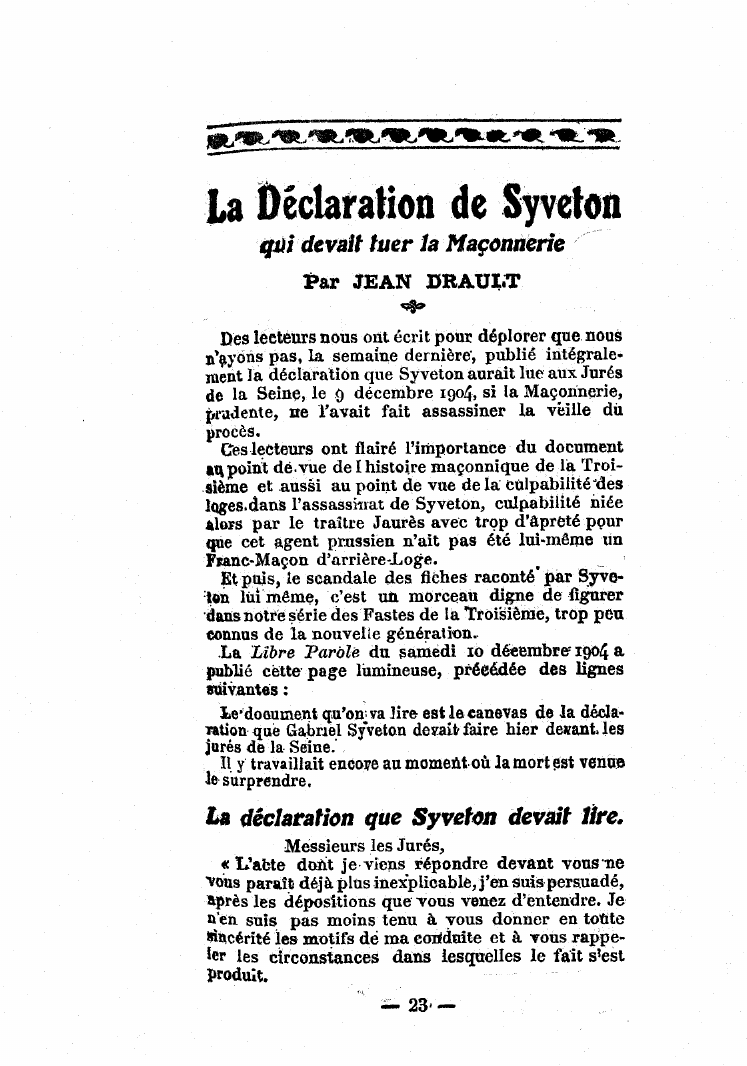 La Déclaration de Syveton
qui devait tuer la Maçonnerie
Par JEAN DRAULT
Des lecteurs nous ont écrit pour déplorer que nous
n'ayons pas, la semaine dernière, publié intégrale-
ment la déclaration que Syveton aurait lue aux Jurés
de la Seine, le 9 décembre 1904, si la Maçonnerie,
prudente, ne l'avait fait assassiner la veille du
procès.
Ces lecteurs ont flairé l'importance du document
au point de vue de l histoire maçonnique de la Troi-
sième et aussi au point de vue de la culpabilité des
loges dans l'assassinat de Syveton, culpabilité niée
alors par le traître Jaurès avec trop d'âpreté pour
que cet agent prussien n'ait pas été lui-même un
Franc-Maçon d'arrière-Loge.
Et puis, le scandale des fiches raconté par Syve-
ton lui même, c'est un morceau digne de figurer
dans notre série des Fastes de la Troisième, trop peu
connus de la nouvelle génération.
La Libre Parole du samedi 10 décembre 1904 a
publié cette page lumineuse, précédée des lignes
suivantes :
Le document qu'on va lire est le canevas de la décla-
ration que Gabriel Syveton devait faire hier devant les
jurés de la Seine.
Il y travaillait encore au moment où la mort est venue
le surprendre.
La déclaration que Syveton devait lire.
Messieurs les Jurés,
« L'acte dont je viens répondre devant vous ne
vous paraît déjà plus inexplicable, j'en suis persuadé,
après les dépositions que vous venez d'entendre. Je
n'en suis pas moins tenu à vous donner en toute
sincérité les motifs de ma conduite et à vous rappe-
ler les circonstances dans lesquelles le fait s'est
produit.
— 23 —